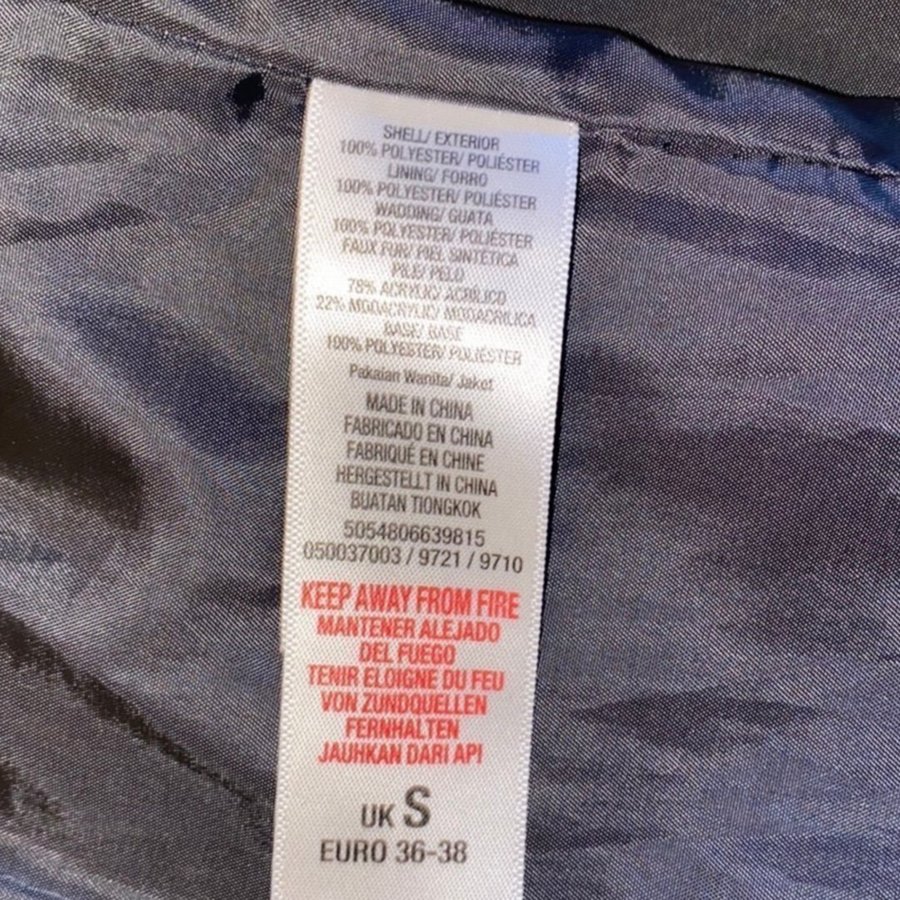 SHELL/ EXTERIOR
100% POLYESTER/ POLIÉSTER
LINING/ FORRO
100% POLYESTER/ POLIÉSTER
WADDING/ GUATA
100% POLYESTER/ POLIÉSTER
FAUX FUR/ PIEL SINTÉTICA
PILE/ PELO
78% ACRYLIC/ ACRÍLICO
22% MODACRYLIC/ MODACRÍLICA
BASE/ BASE
100% POLYESTER/ POLIÉSTER
Pakaian Wanita/ Jaket
MADE IN CHINA
FABRICADO EN CHINA
FABRIQUÉ EN CHINE
HERGESTELLT IN CHINA
BUATAN TIONGKOK
5054806639815
050037003 / 9721 / 9710
KEEP AWAY FROM FIRE
MANTENER ALEJADO
DEL FUEGO
TENIR ELOIGNE DU FEU
VON ZUNDQUELLEN
FERNHALTEN
JAUHKAN DARI API
UK S
EURO 36-38